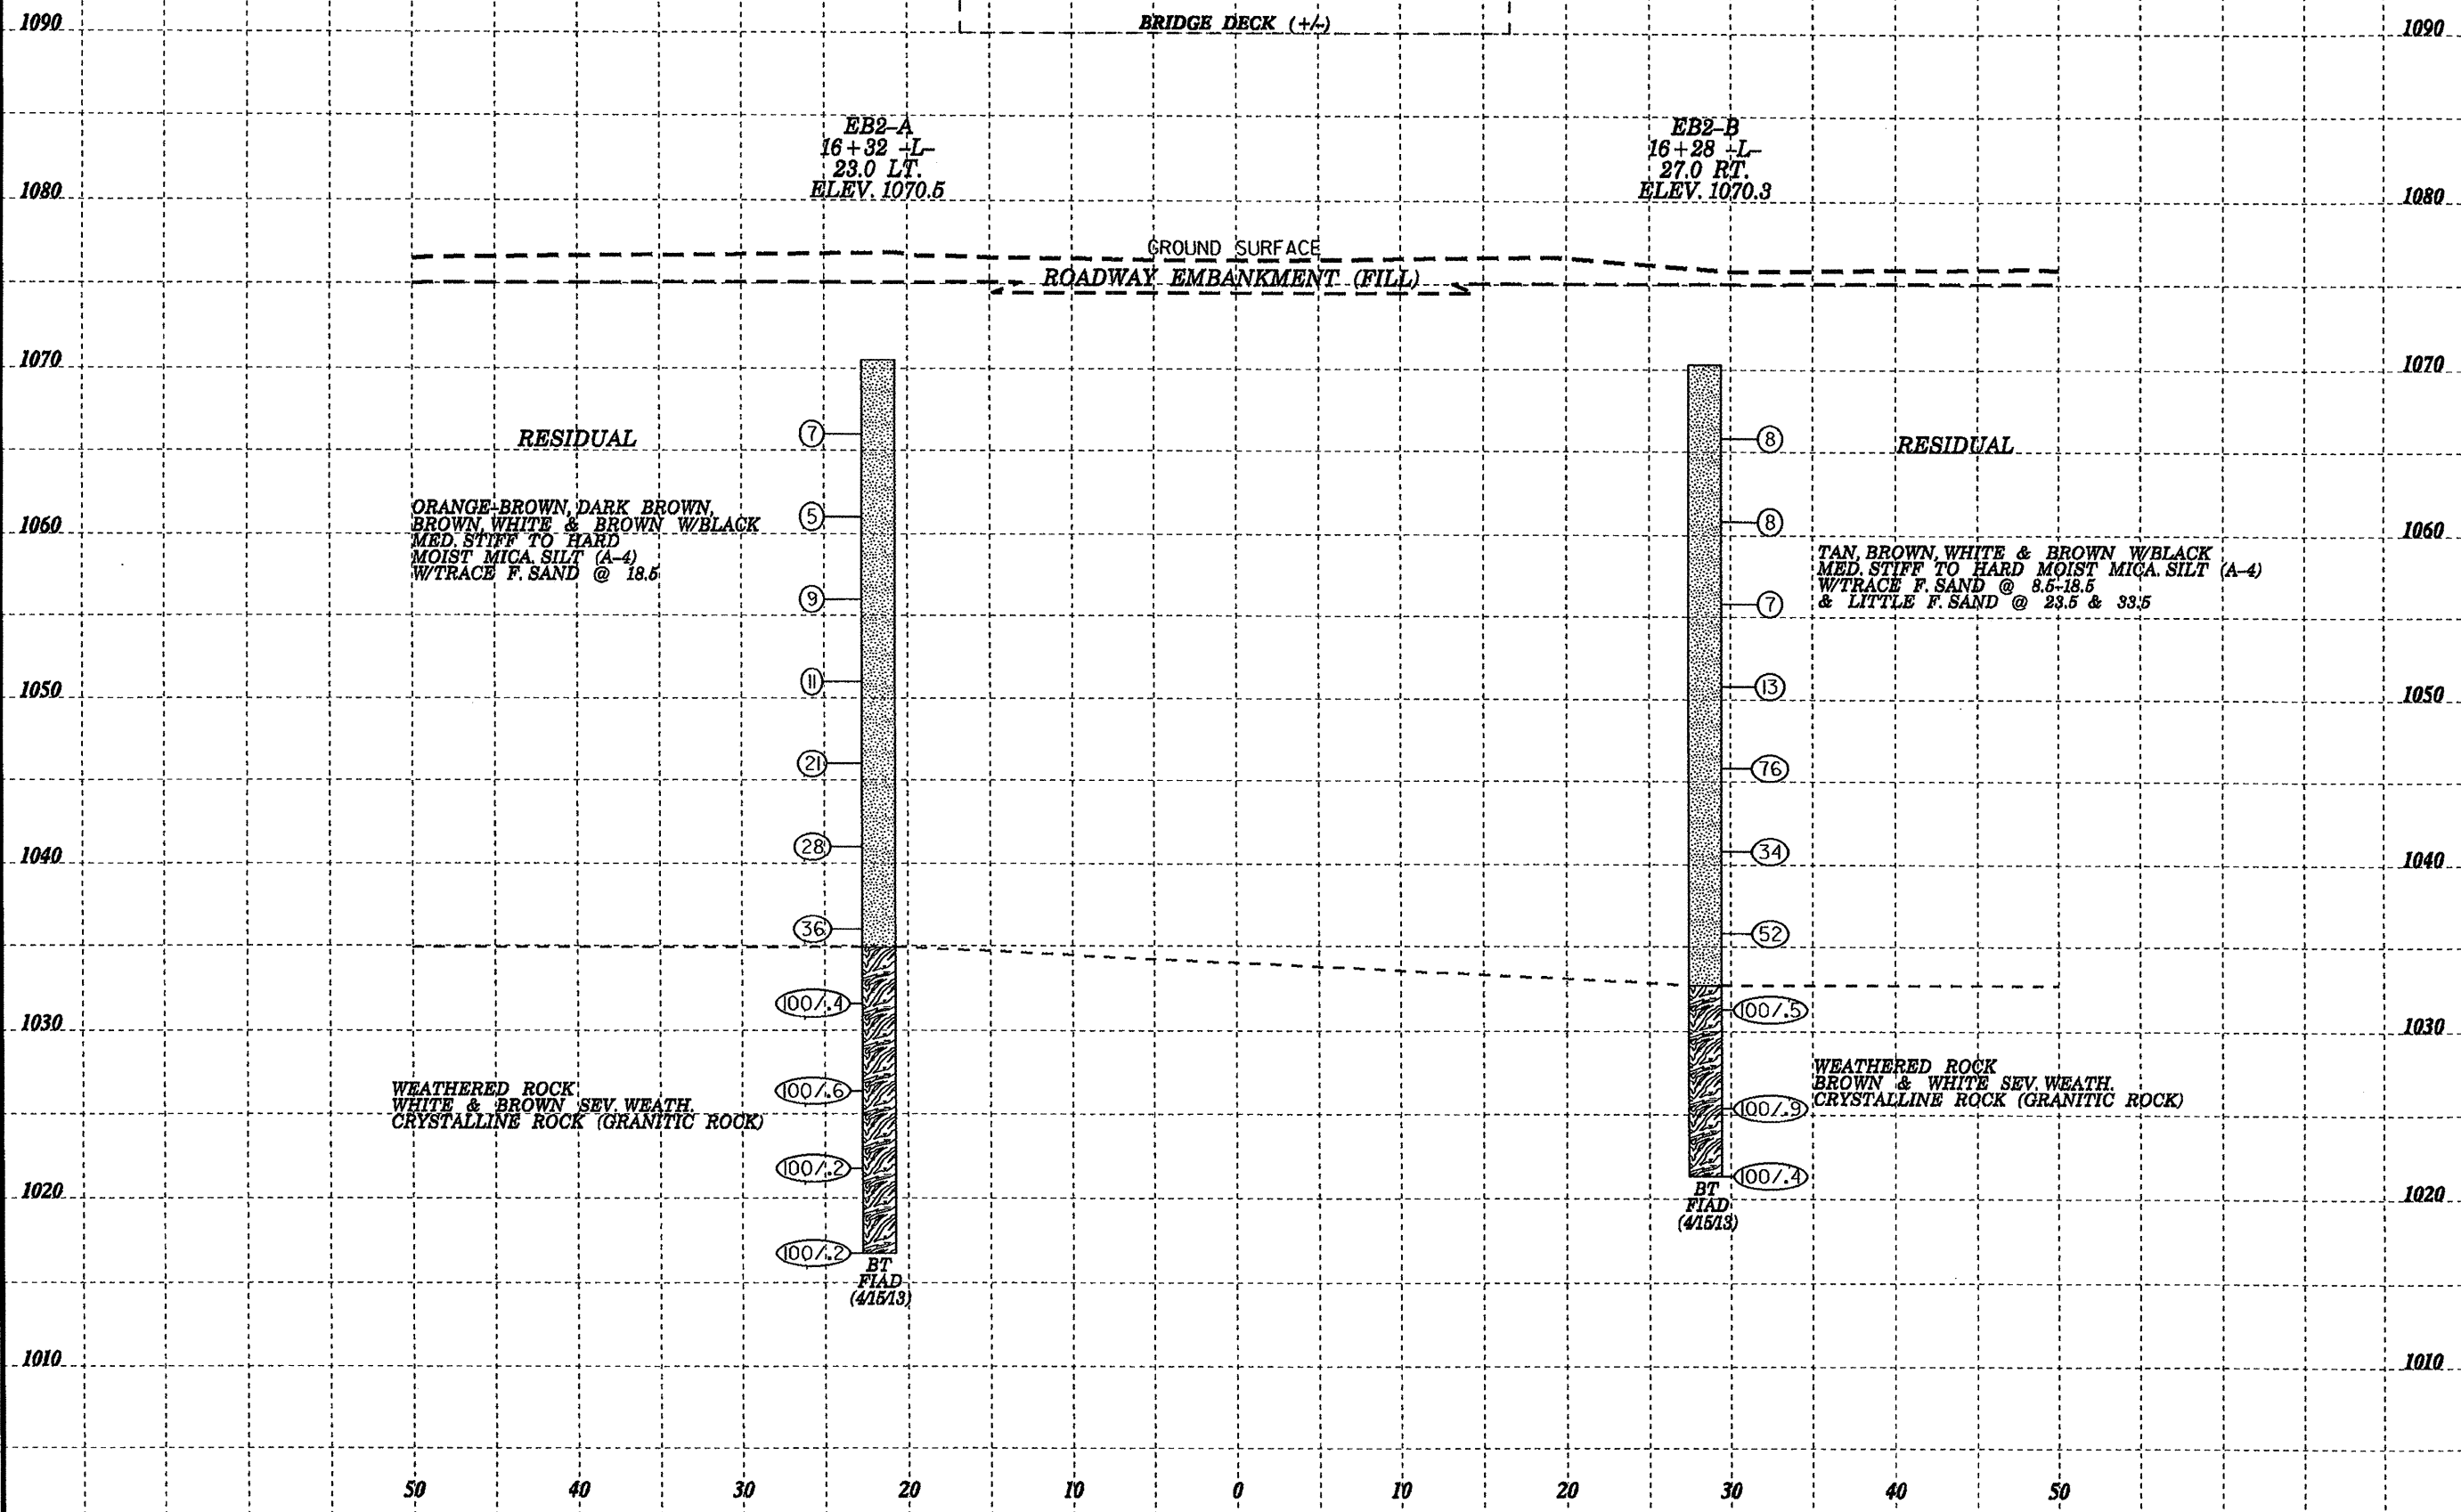 1090
BRIDGE DECK (+/-)
1090
EB2-A
16+32 -L-
23.0 LT.
ELEV. 1070.5
EB2-B
16+28 -L-
27.0 RT.
ELEV. 1070.3
1080
1080
GROUND SURFACE
ROADWAY EMBANKMENT (FILL)
1070
1070
RESIDUAL
7
8
RESIDUAL
ORANGE-BROWN, DARK BROWN,
BROWN, WHITE & BROWN W/BLACK
MED. STIFF TO HARD
MOIST MICA. SILT (A-4)
W/TRACE F. SAND @ 18.5
1060
5
8
1060
TAN, BROWN, WHITE & BROWN W/BLACK
MED. STIFF TO HARD MOIST MICA. SILT (A-4)
W/TRACE F. SAND @ 8.5-18.5
& LITTLE F. SAND @ 23.5 & 33.5
9
7
1050
11
13
1050
21
76
1040
28
34
1040
36
52
100/.4
100/.5
1030
1030
WEATHERED ROCK
WHITE & BROWN SEV. WEATH.
CRYSTALLINE ROCK (GRANITIC ROCK)
100/.6
100/.9
WEATHERED ROCK
BROWN & WHITE SEV. WEATH.
CRYSTALLINE ROCK (GRANITIC ROCK)
100/.2
100/.4
1020
BT
FIAD
(4/15/13)
1020
100/.2
BT
FIAD
(4/15/13)
1010
1010
50 40 30 20 10 0 10 20 30 40 50